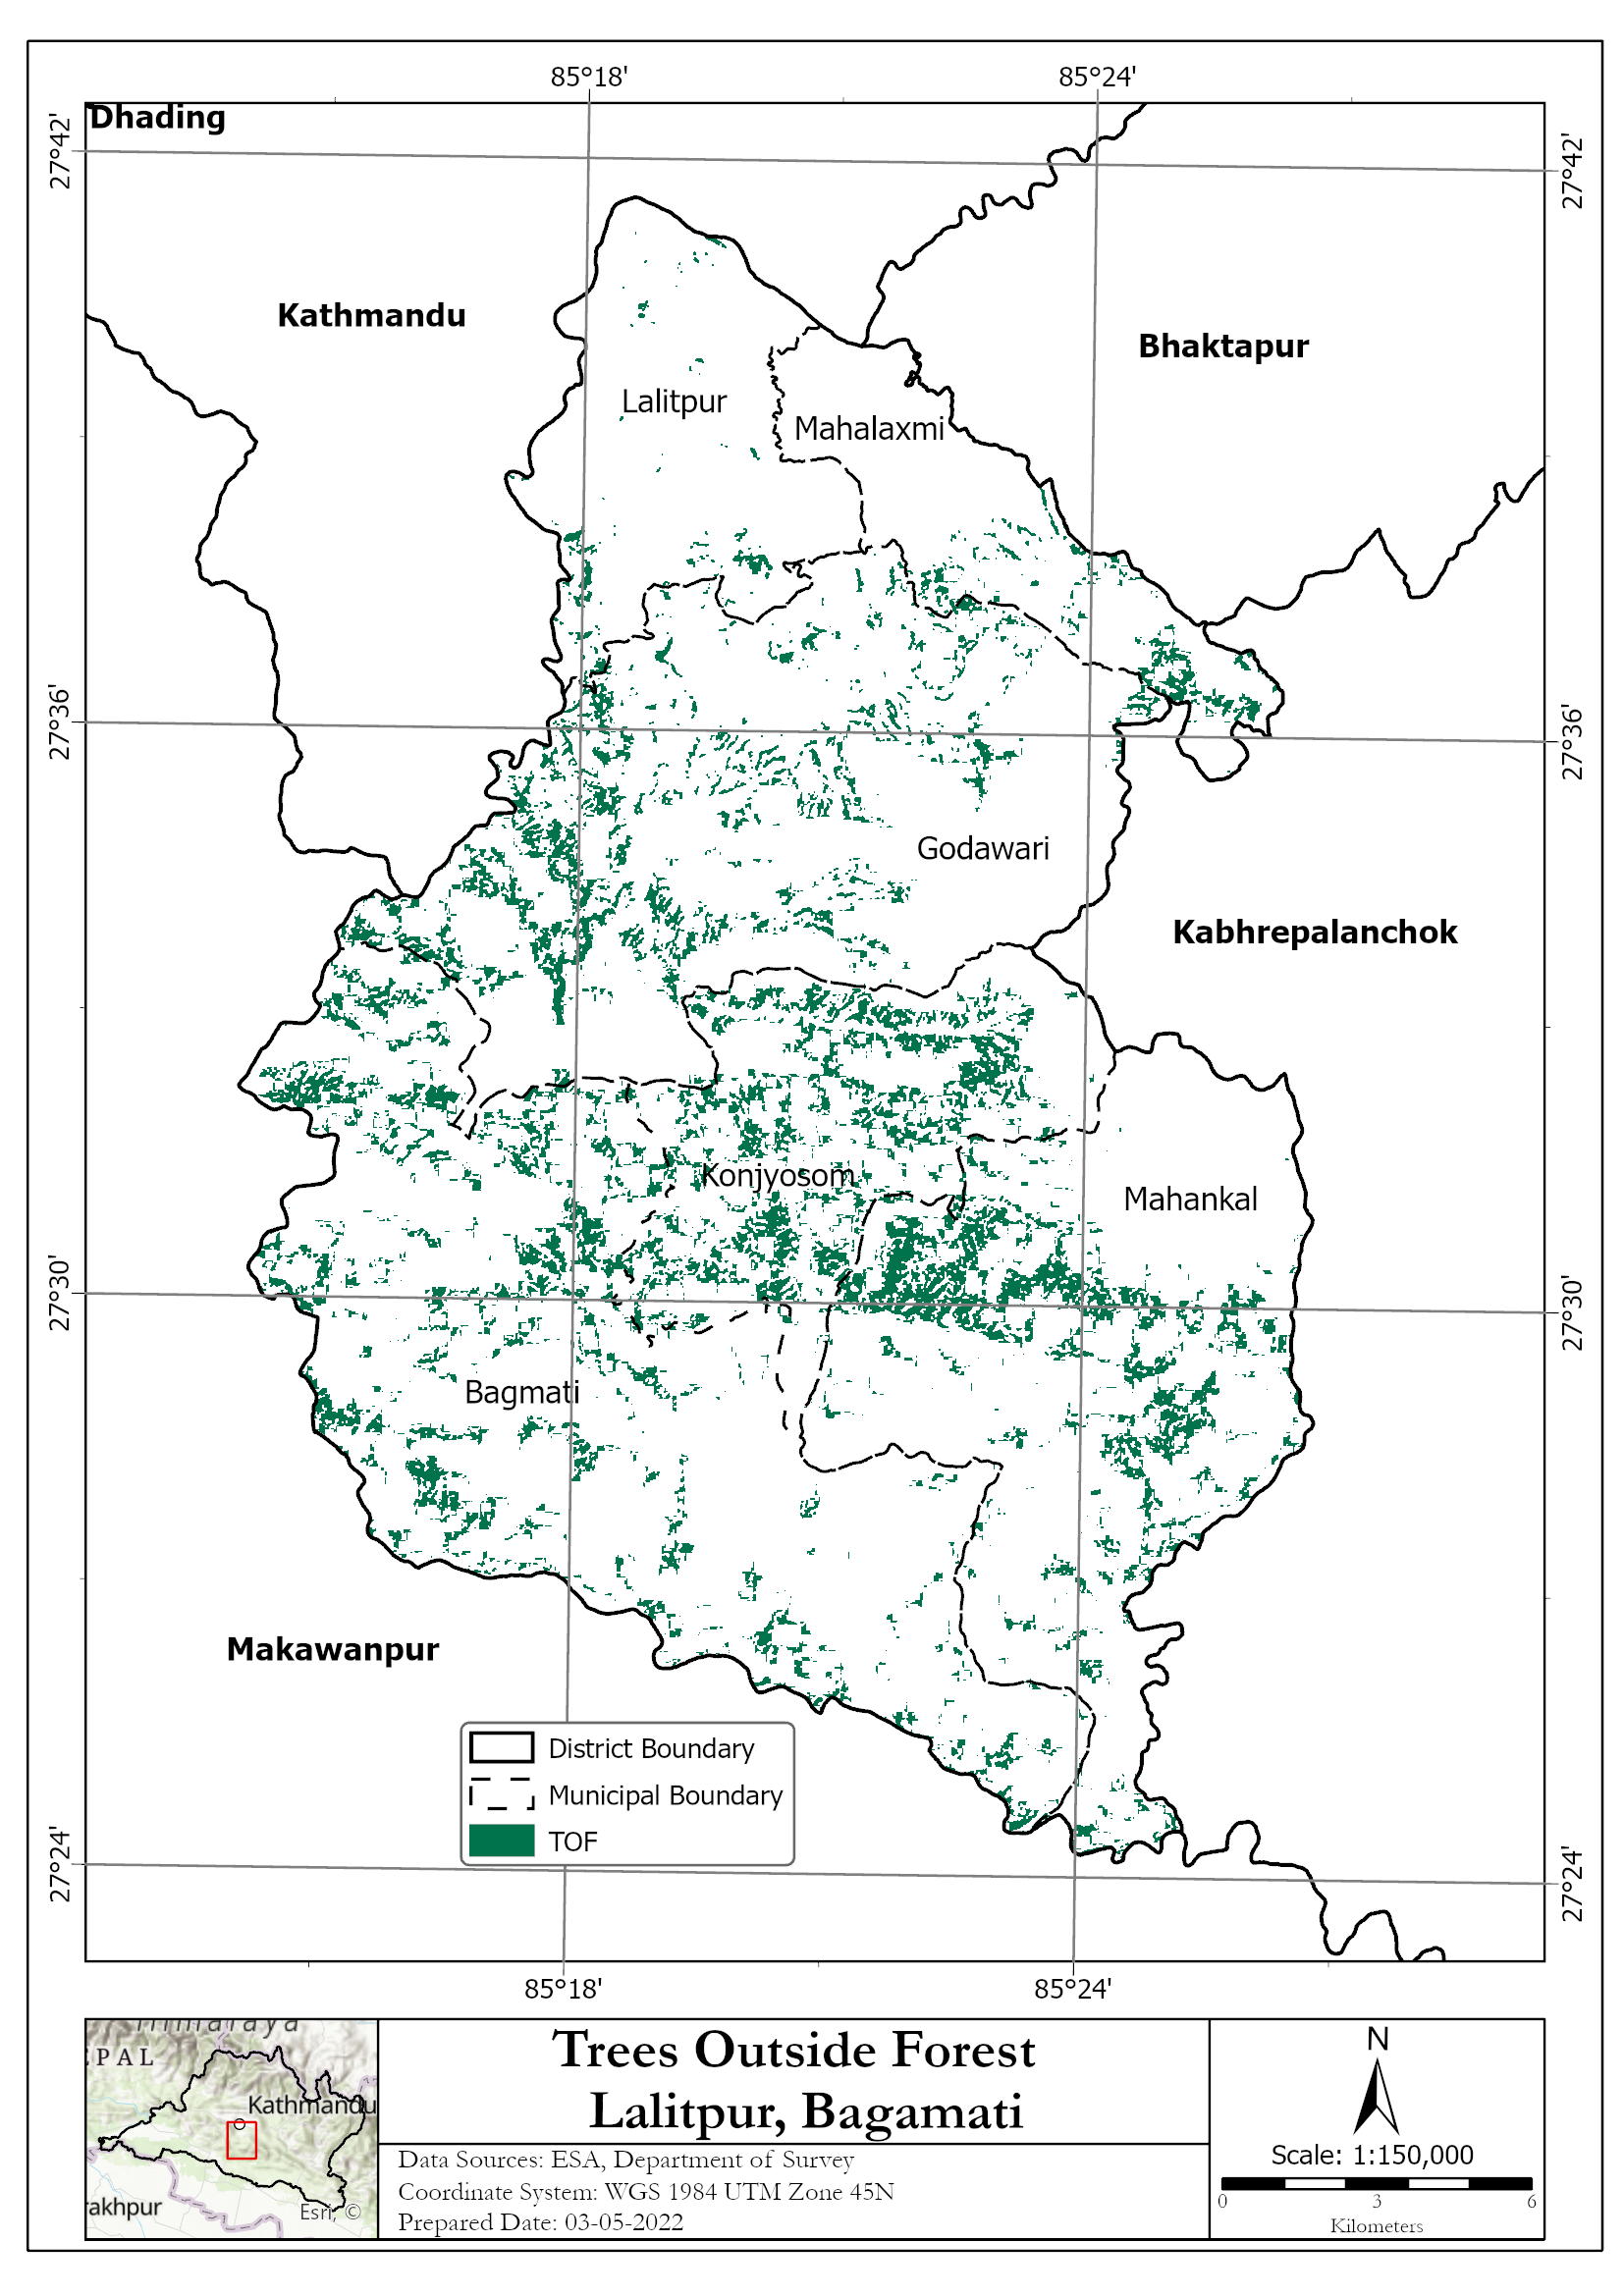 85°18' 85°24'
Dhading
27°42' 27°42'
Kathmandu
Bhaktapur
Lalitpur
Mahalaxmi
27°36' 27°36'
Godawari
Kabhrepalanchok
Konjyosom
Mahankal
27°30' 27°30'
Bagmati
Makawanpur
District Boundary
Municipal Boundary
TOF
27°24' 27°24'
85°18' 85°24'
Himalaya
EPAL
Kathmandu
rakhpur
Esri, ©
Trees Outside Forest
Lalitpur, Bagamati
Data Sources: ESA, Department of Survey
Coordinate System: WGS 1984 UTM Zone 45N
Prepared Date: 03-05-2022
N
Scale: 1:150,000
0 3 6
Kilometers